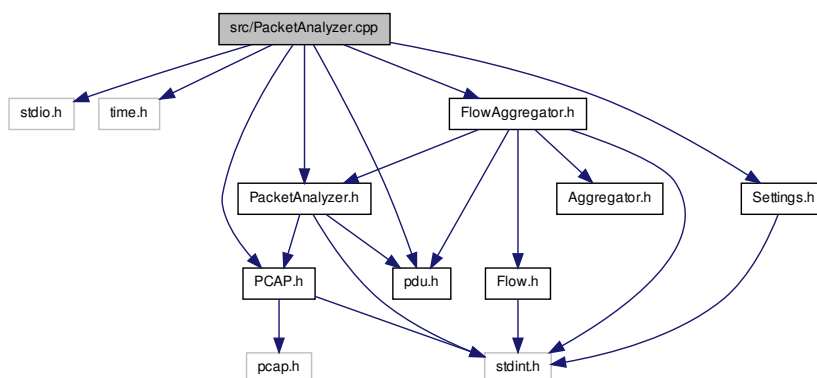 src/PacketAnalyzer.cpp
stdio.h
time.h
FlowAggregator.h
PacketAnalyzer.h
Aggregator.h
Settings.h
PCAP.h
pdu.h
Flow.h
pcap.h
stdint.h